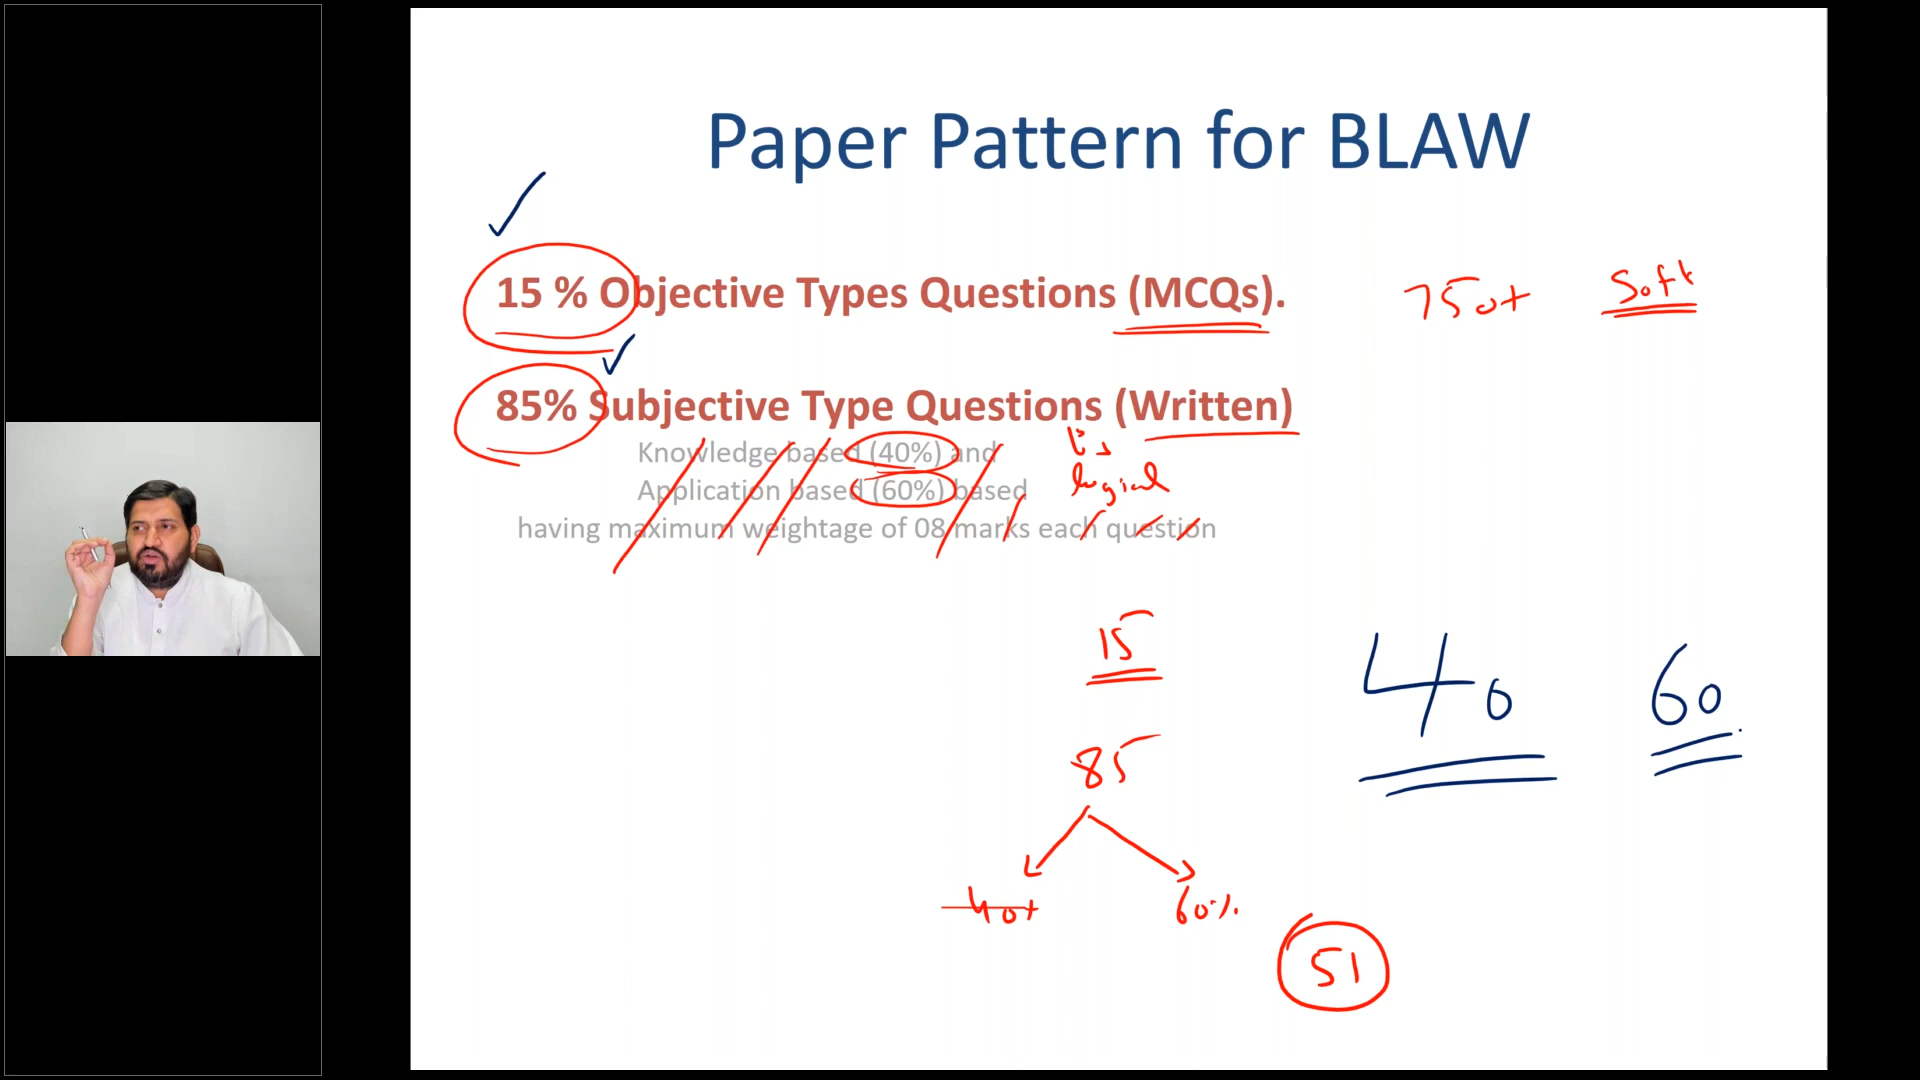 Paper Pattern for BLAW
15 % Objective Types Questions (MCQs).
750+ Soft
85% Subjective Type Questions (Written)
Knowledge based (40%) and
Application based (60%) based
logical
having maximum weightage of 08 marks each question
15
40 60
85
40+ 60%
51